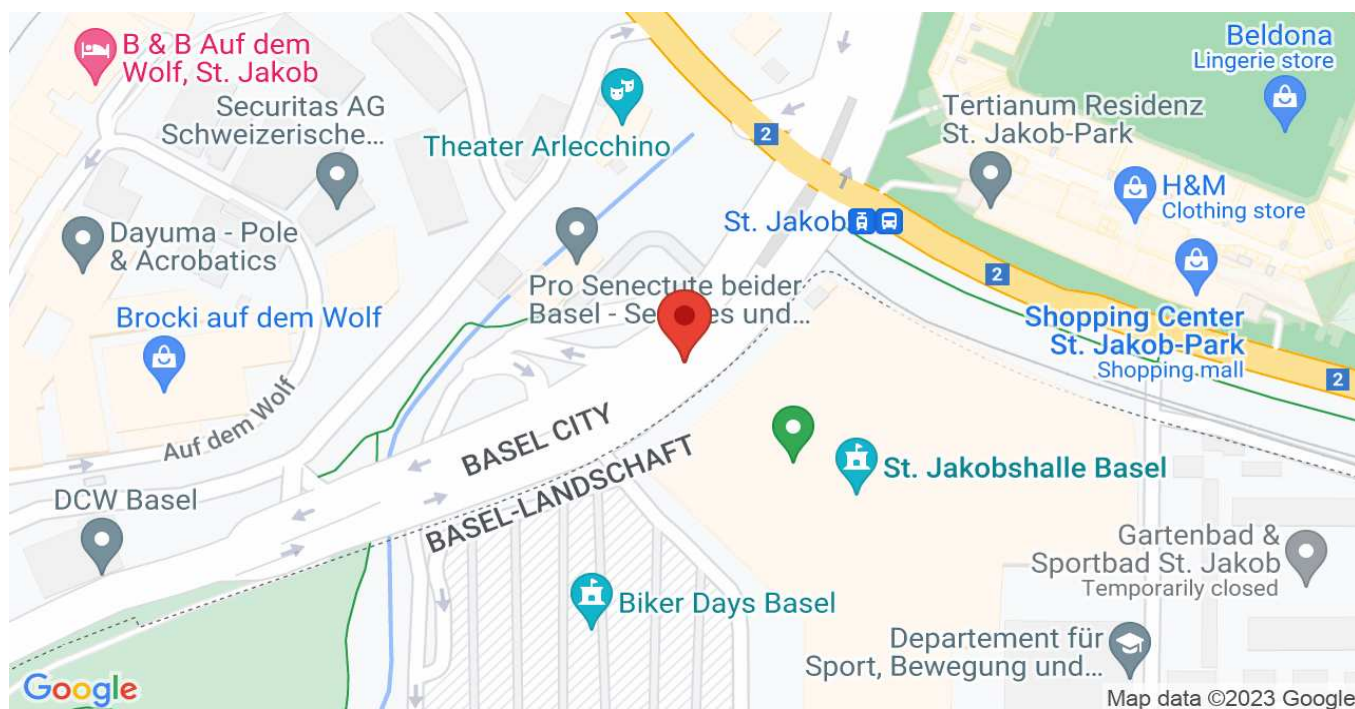 B & B Auf dem
Wolf, St. Jakob
Securitas AG
Schweizerische...
Theater Arlecchino
2
Beldona
Lingerie store
Tertianum Residenz
St. Jakob-Park
H&M
Clothing store
St. Jakob
Dayuma - Pole
& Acrobatics
2
Pro Senectute beider
Basel - Se es und...
Brocki auf dem Wolf
Shopping Center
St. Jakob-Park
Shopping mall
2
Auf dem Wolf
BASEL CITY
BASEL-LANDSCHAFT
St. Jakobshalle Basel
DCW Basel
Gartenbad &
Sportbad St. Jakob
Temporarily closed
Biker Days Basel
Departement für
Sport, Bewegung und...
Google
Map data ©2023 Google